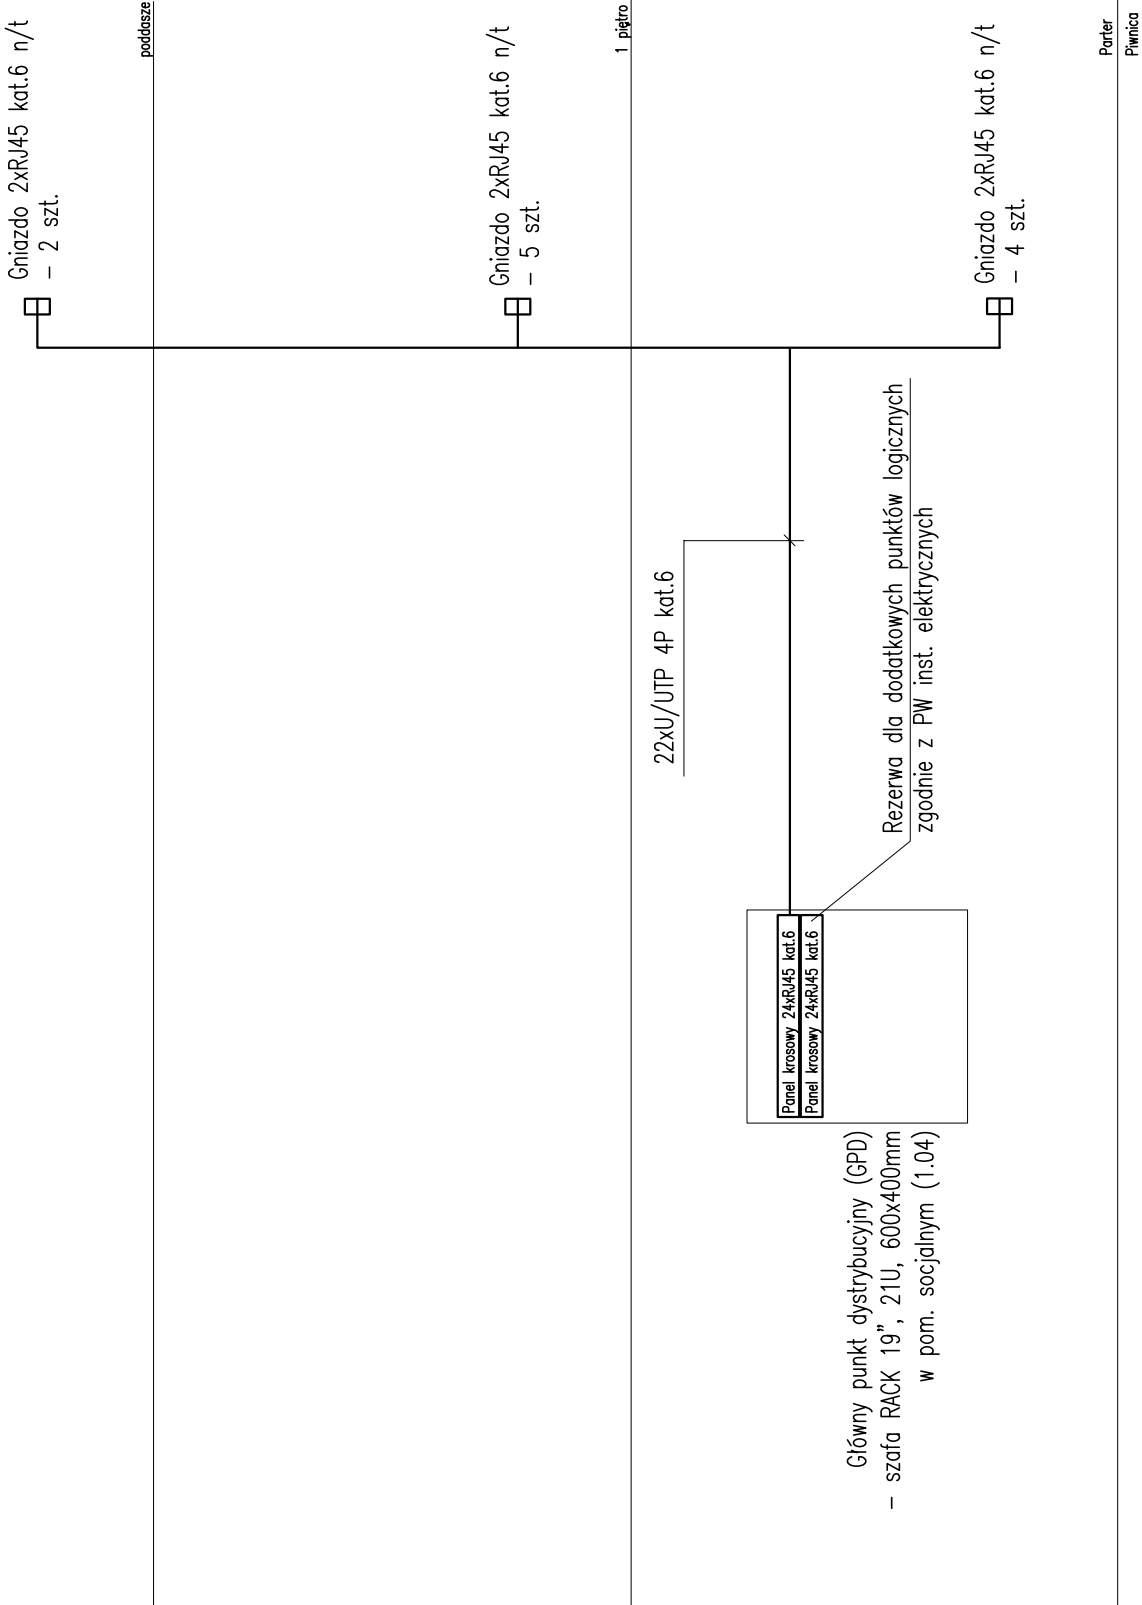 Gniazdo 2xRJ45 kat.6 n/t
– 2 szt.
poddasze
Gniazdo 2xRJ45 kat.6 n/t
– 5 szt.
1 piętro
22xU/UTP 4P kat.6
Panel krosowy 24xRJ45 kat.6
Panel krosowy 24xRJ45 kat.6
Główny punkt dystrybucyjny (GPD)
– szafa RACK 19”, 21U, 600x400mm
w pom. socjalnym (1.04)
Rezerwa dla dodatkowych punktów logicznych
zgodnie z PW inst. elektrycznych
Gniazdo 2xRJ45 kat.6 n/t
– 4 szt.
Parter
Piwnica